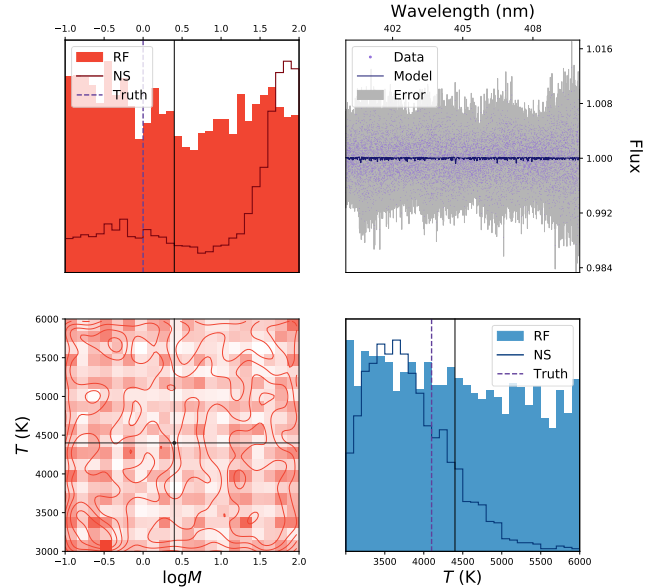 Wavelength (nm)
−1.0 −0.5 0.0 0.5 1.0 1.5 2.0
402 405 408
RF
NS
Truth
Data
Model
Error
1.016
1.008
1.000
0.992
0.984
Flux
6000
5500
5000
4500
4000
3500
3000
T (K)
−1.0 −0.5 0.0 0.5 1.0 1.5 2.0
logM
RF
NS
Truth
3000 3500 4000 4500 5000 5500 6000
T (K)